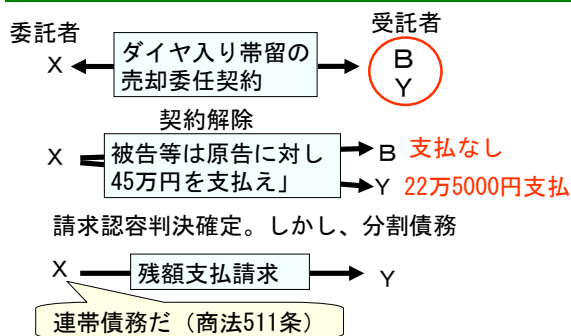 委託者
受託者
X
ダイヤ入り帯留の
売却委任契約
B
Y
契約解除
X
被告等は原告に対し
45万円を支払え」
B 支払なし
Y 22万5000円支払
請求認容判決確定。しかし、分割債務
X
残額支払請求
Y
連帯債務だ（商法511条）